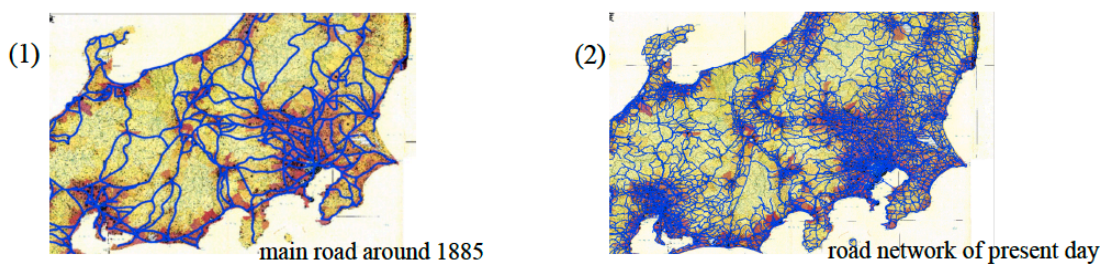 (1)
main road around 1885
(2)
road network of present day